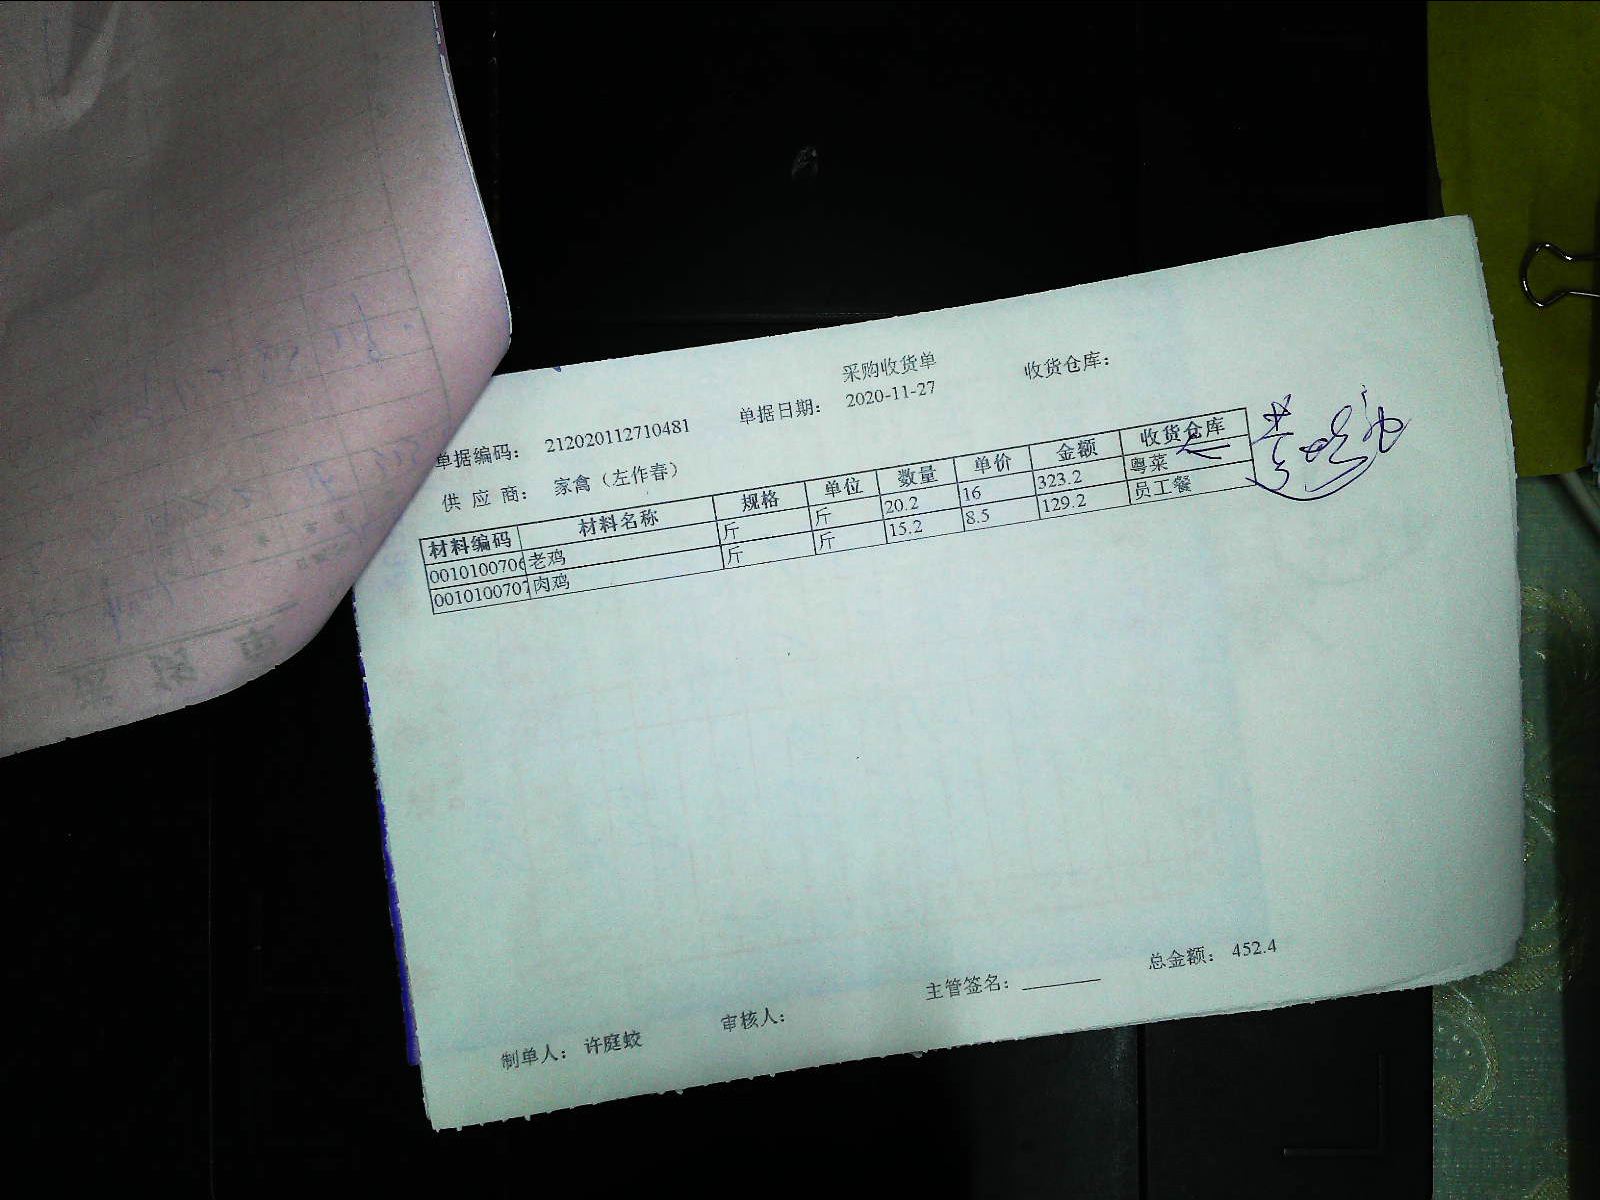 采购收货单
单据编码： 212020112710481 单据日期： 2020-11-27 收货仓库：
供 应 商： 家禽（左作春）
材料编码 材料名称 规格 单位 数量 单价 金额 收货仓库
0010100706 老鸡 斤 斤 20.2 16 323.2 粤菜
0010100707 肉鸡 斤 斤 15.2 8.5 129.2 员工餐
制单人： 许庭蛟 审核人： 主管签名： 总金额： 452.4